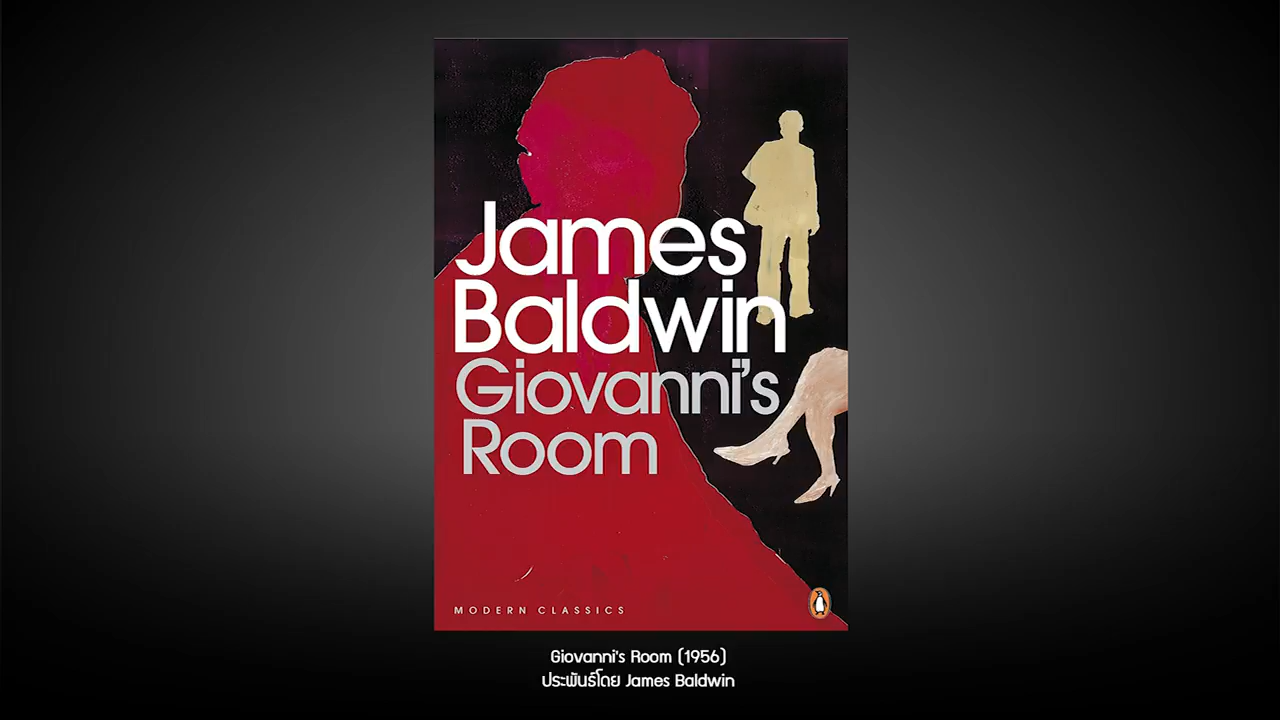 James
Baldwin
Giovanni's
Room
MODERN CLASSICS
Giovanni's Room (1956)
ประพันธ์โดย James Baldwin